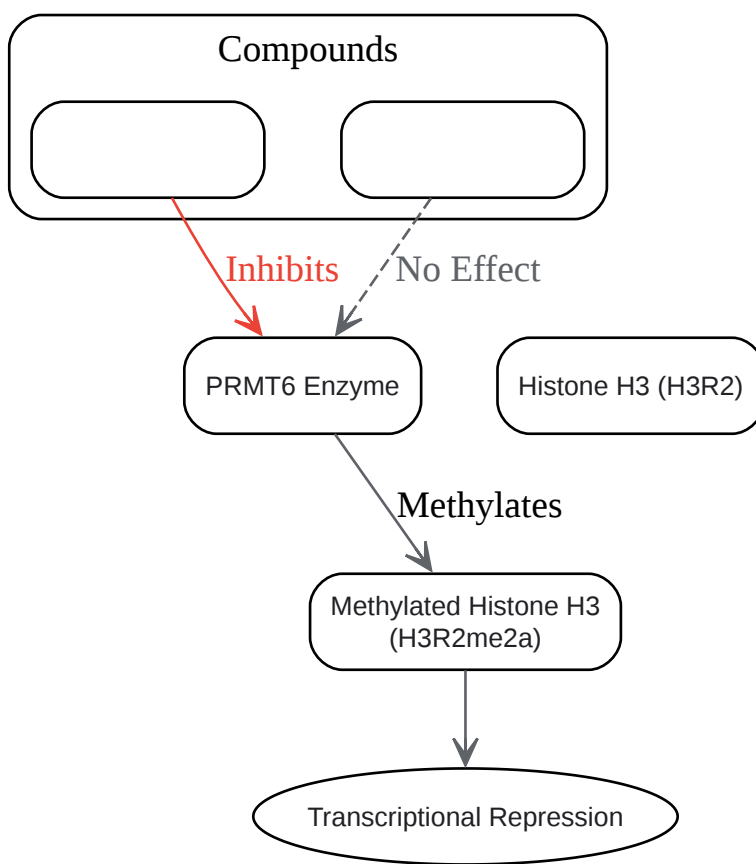 Compounds
Inhibits
No Effect
PRMT6 Enzyme
Histone H3 (H3R2)
Methylates
Methylated Histone H3
(H3R2me2a)
Transcriptional Repression